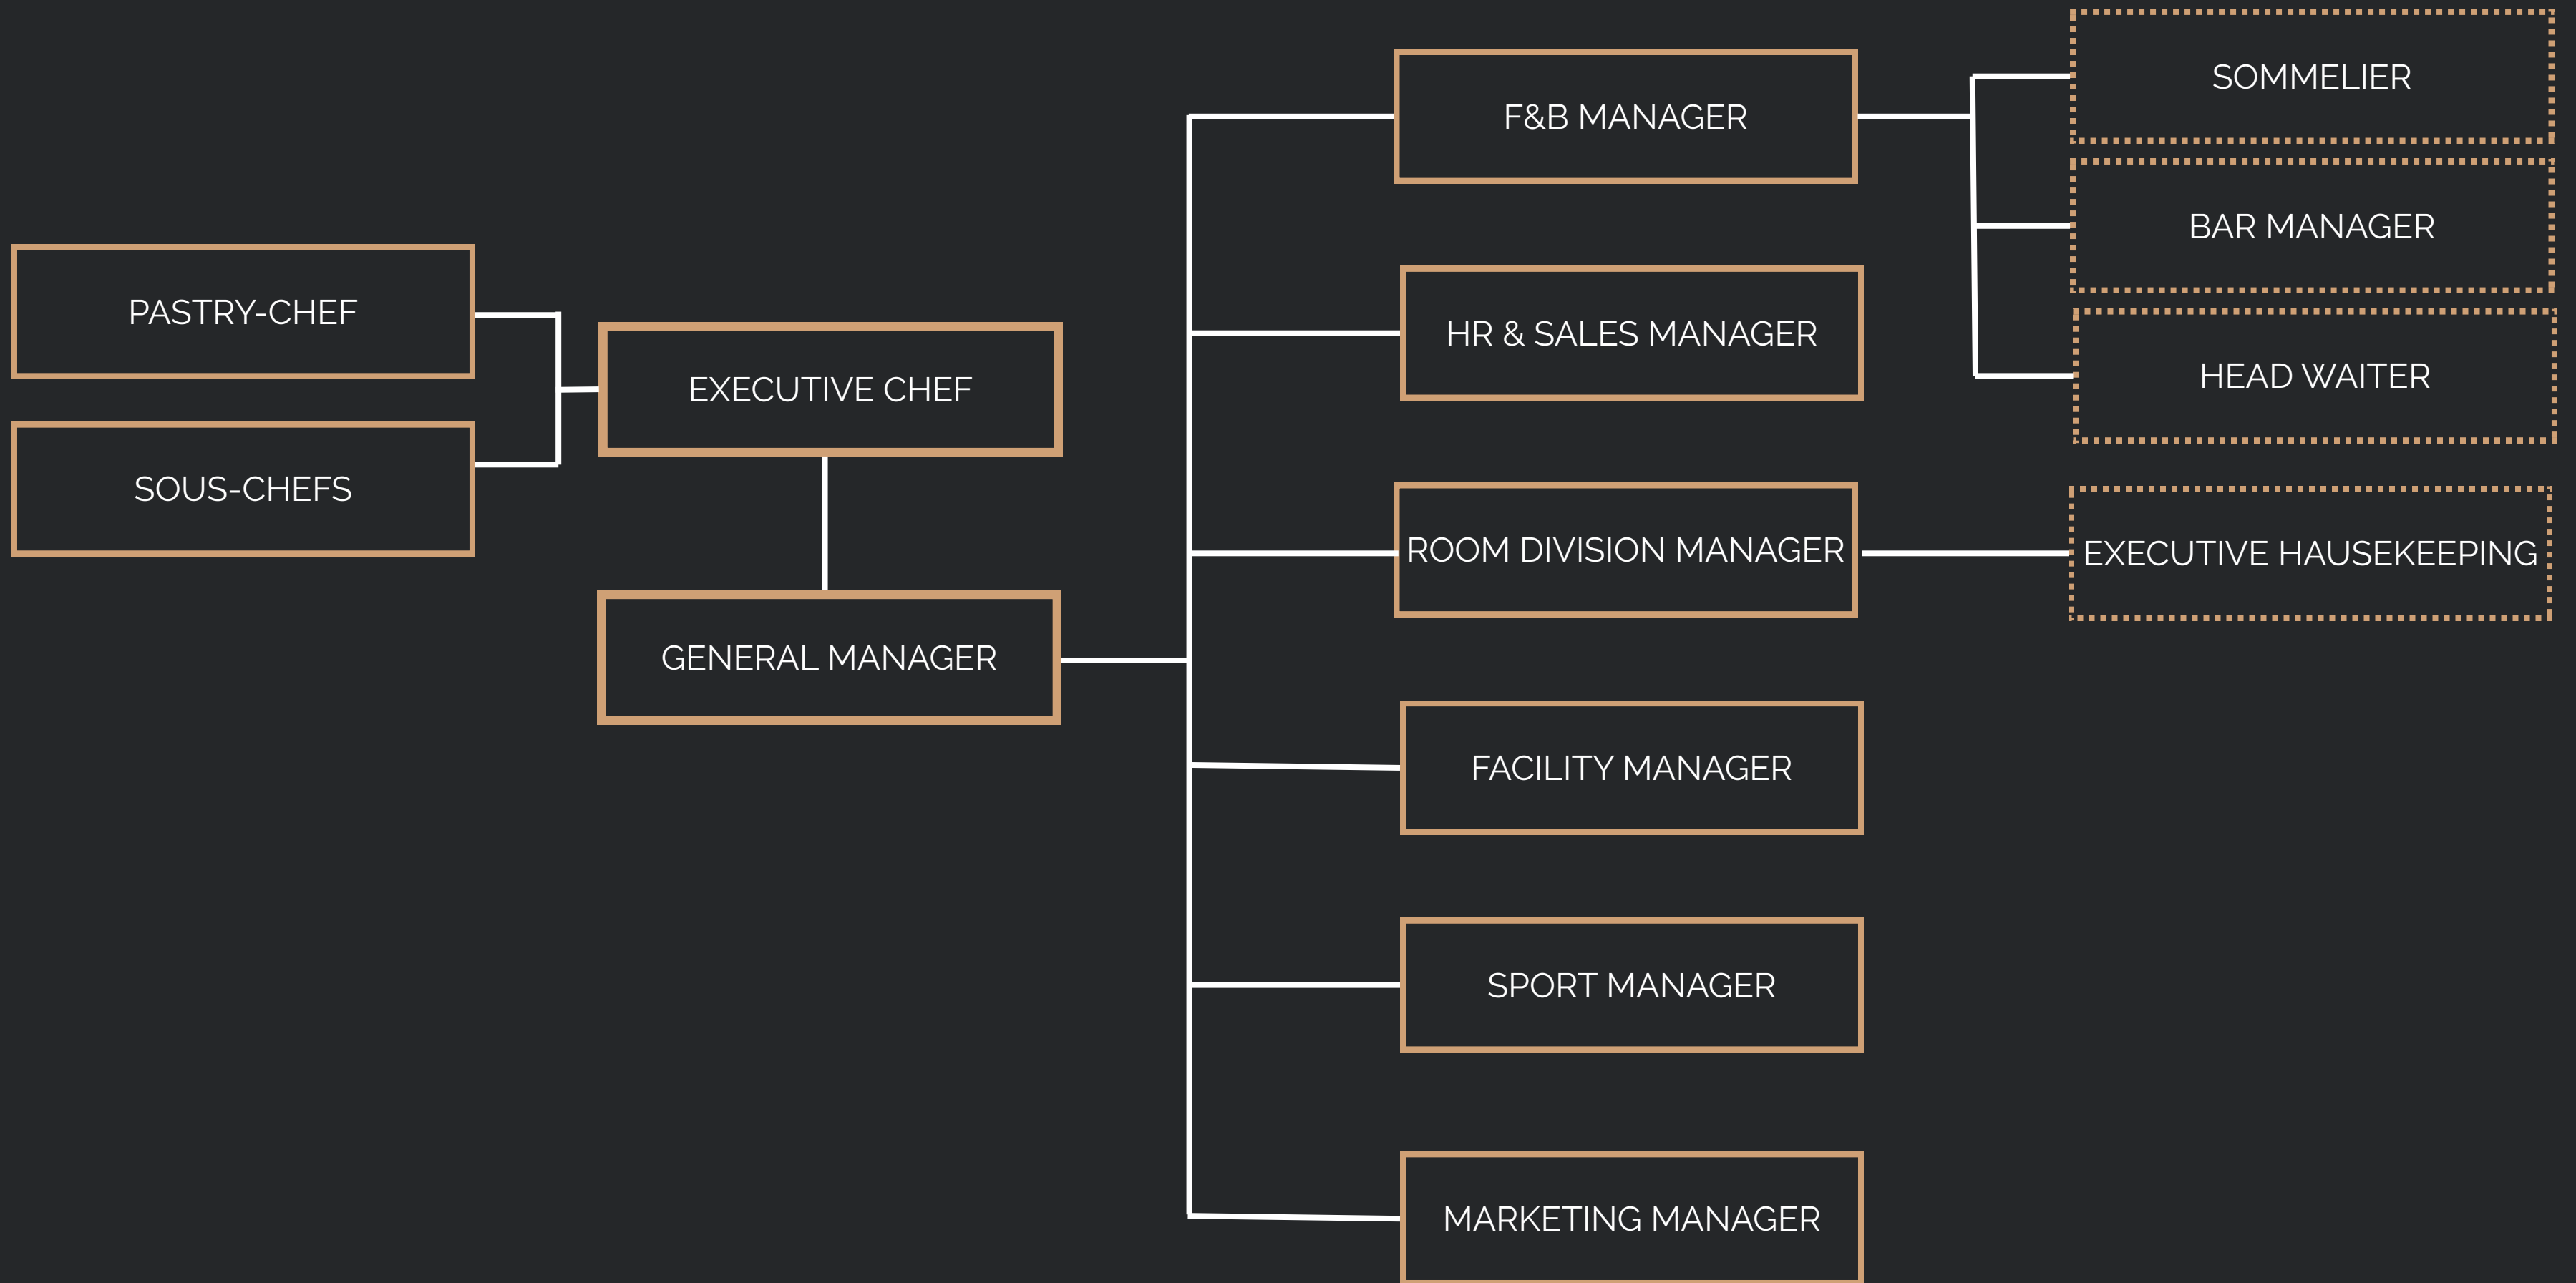 PASTRY-CHEF
SOUS-CHEFS
EXECUTIVE CHEF
GENERAL MANAGER
F&B MANAGER
HR & SALES MANAGER
ROOM DIVISION MANAGER
FACILITY MANAGER
SPORT MANAGER
MARKETING MANAGER
SOMMELIER
BAR MANAGER
HEAD WAITER
EXECUTIVE HAUSEKEEPING